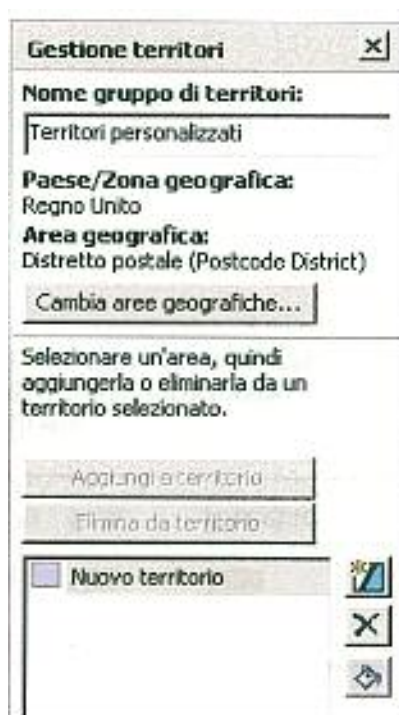 Gestione territori
Nome gruppo di territori:
Territori personalizzati
Paese/Zona geografica:
Regno Unito
Area geografica:
Distretto postale (Postcode District)
Cambia aree geografiche...
Selezionare un'area, quindi
aggiungerla o eliminarla da un
territorio selezionato.
Aggiungi a territorio
Elimina da territorio
Nuovo territorio